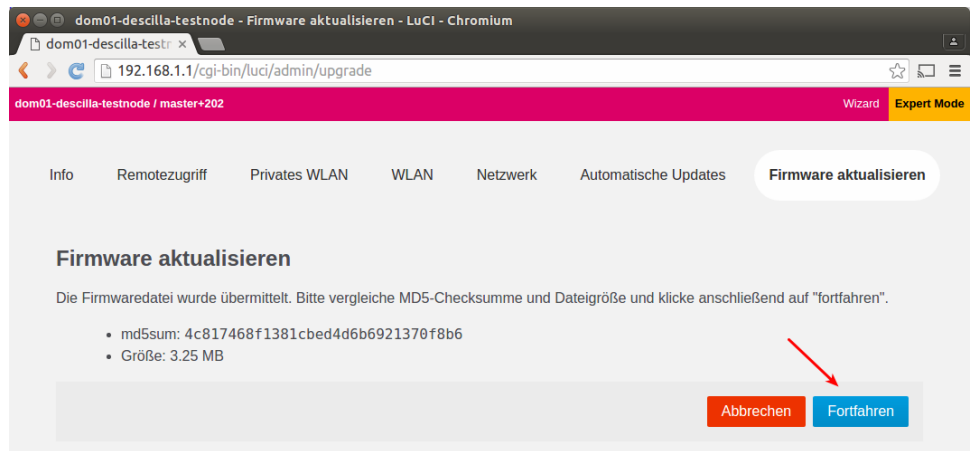 dom01-descilla-testnode - Firmware aktualisieren - LuCI - Chromium
dom01-descilla-testr
192.168.1.1/cgi-bin/luci/admin/upgrade
dom01-descilla-testnode / master+202 Wizard Expert Mode
Info Remotezugriff Privates WLAN WLAN Netzwerk Automatische Updates Firmware aktualisieren
Firmware aktualisieren
Die Firmwaredatei wurde übermittelt. Bitte vergleiche MD5-Checksumme und Dateigröße und klicke anschließend auf "fortfahren".
• md5sum: 4c817468f1381cbed4d6b6921370f8b6
• Größe: 3.25 MB
Abbrechen Fortfahren